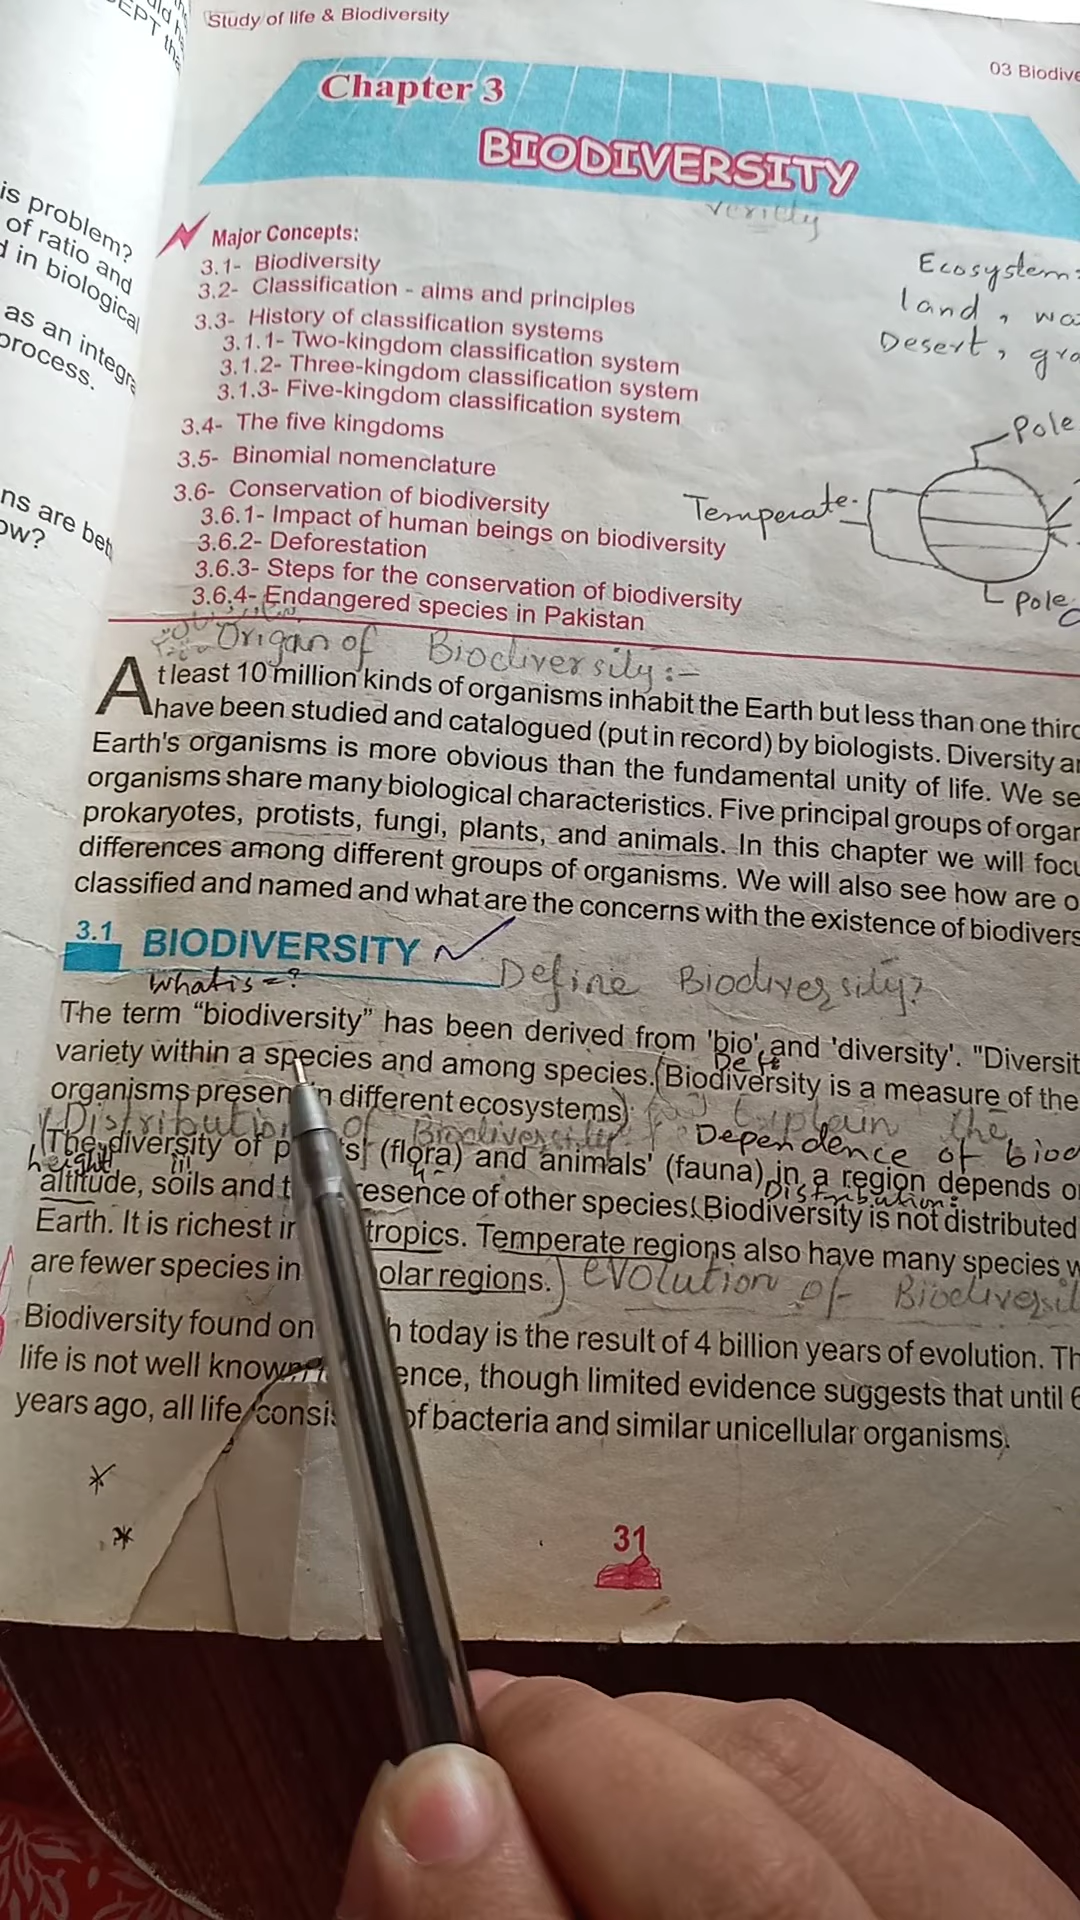 Study of life & Biodiversity
03 Biodive
Chapter 3
BIODIVERSITY
is problem?
of ratio and
in biological
as an integra
process.
ns are bet
ow?
Major Concepts:
3.1- Biodiversity
3.2- Classification - aims and principles
3.3- History of classification systems
3.1.1- Two-kingdom classification system
3.1.2- Three-kingdom classification system
3.1.3- Five-kingdom classification system
3.4- The five kingdoms
3.5- Binomial nomenclature
3.6- Conservation of biodiversity
3.6.1- Impact of human beings on biodiversity
3.6.2- Deforestation
3.6.3- Steps for the conservation of biodiversity
3.6.4- Endangered species in Pakistan
Ecosystem:
land, wa
Desert, gra
Pole
Temperate
Pole
Origan of Biodiversity:-
Atleast 10 million kinds of organisms inhabit the Earth but less than one third
have been studied and catalogued (put in record) by biologists. Diversity a
Earth's organisms is more obvious than the fundamental unity of life. We se
organisms share many biological characteristics. Five principal groups of organ
prokaryotes, protists, fungi, plants, and animals. In this chapter we will focu
differences among different groups of organisms. We will also see how are o
classified and named and what are the concerns with the existence of biodivers
3.1 BIODIVERSITY
What is =?
Define Biodiversity?
The term “biodiversity” has been derived from 'bio' and 'diversity'. "Diversit
variety within a species and among species. (Biodiversity is a measure of the
organisms presen n different ecosystems)
Distribution of Biodiversity
Explain the
Dependence of biod
The diversity of p s' (flora) and animals' (fauna) in a region depends o
height
altitude, soils and t resence of other species. (Biodiversity is not distributed
Distribution:
Earth. It is richest in tropics. Temperate regions also have many species w
are fewer species in olar regions.)
evolution of Biodiversi
Biodiversity found on h today is the result of 4 billion years of evolution. Th
life is not well know ence, though limited evidence suggests that until 6
years ago, all life consi of bacteria and similar unicellular organisms.
31